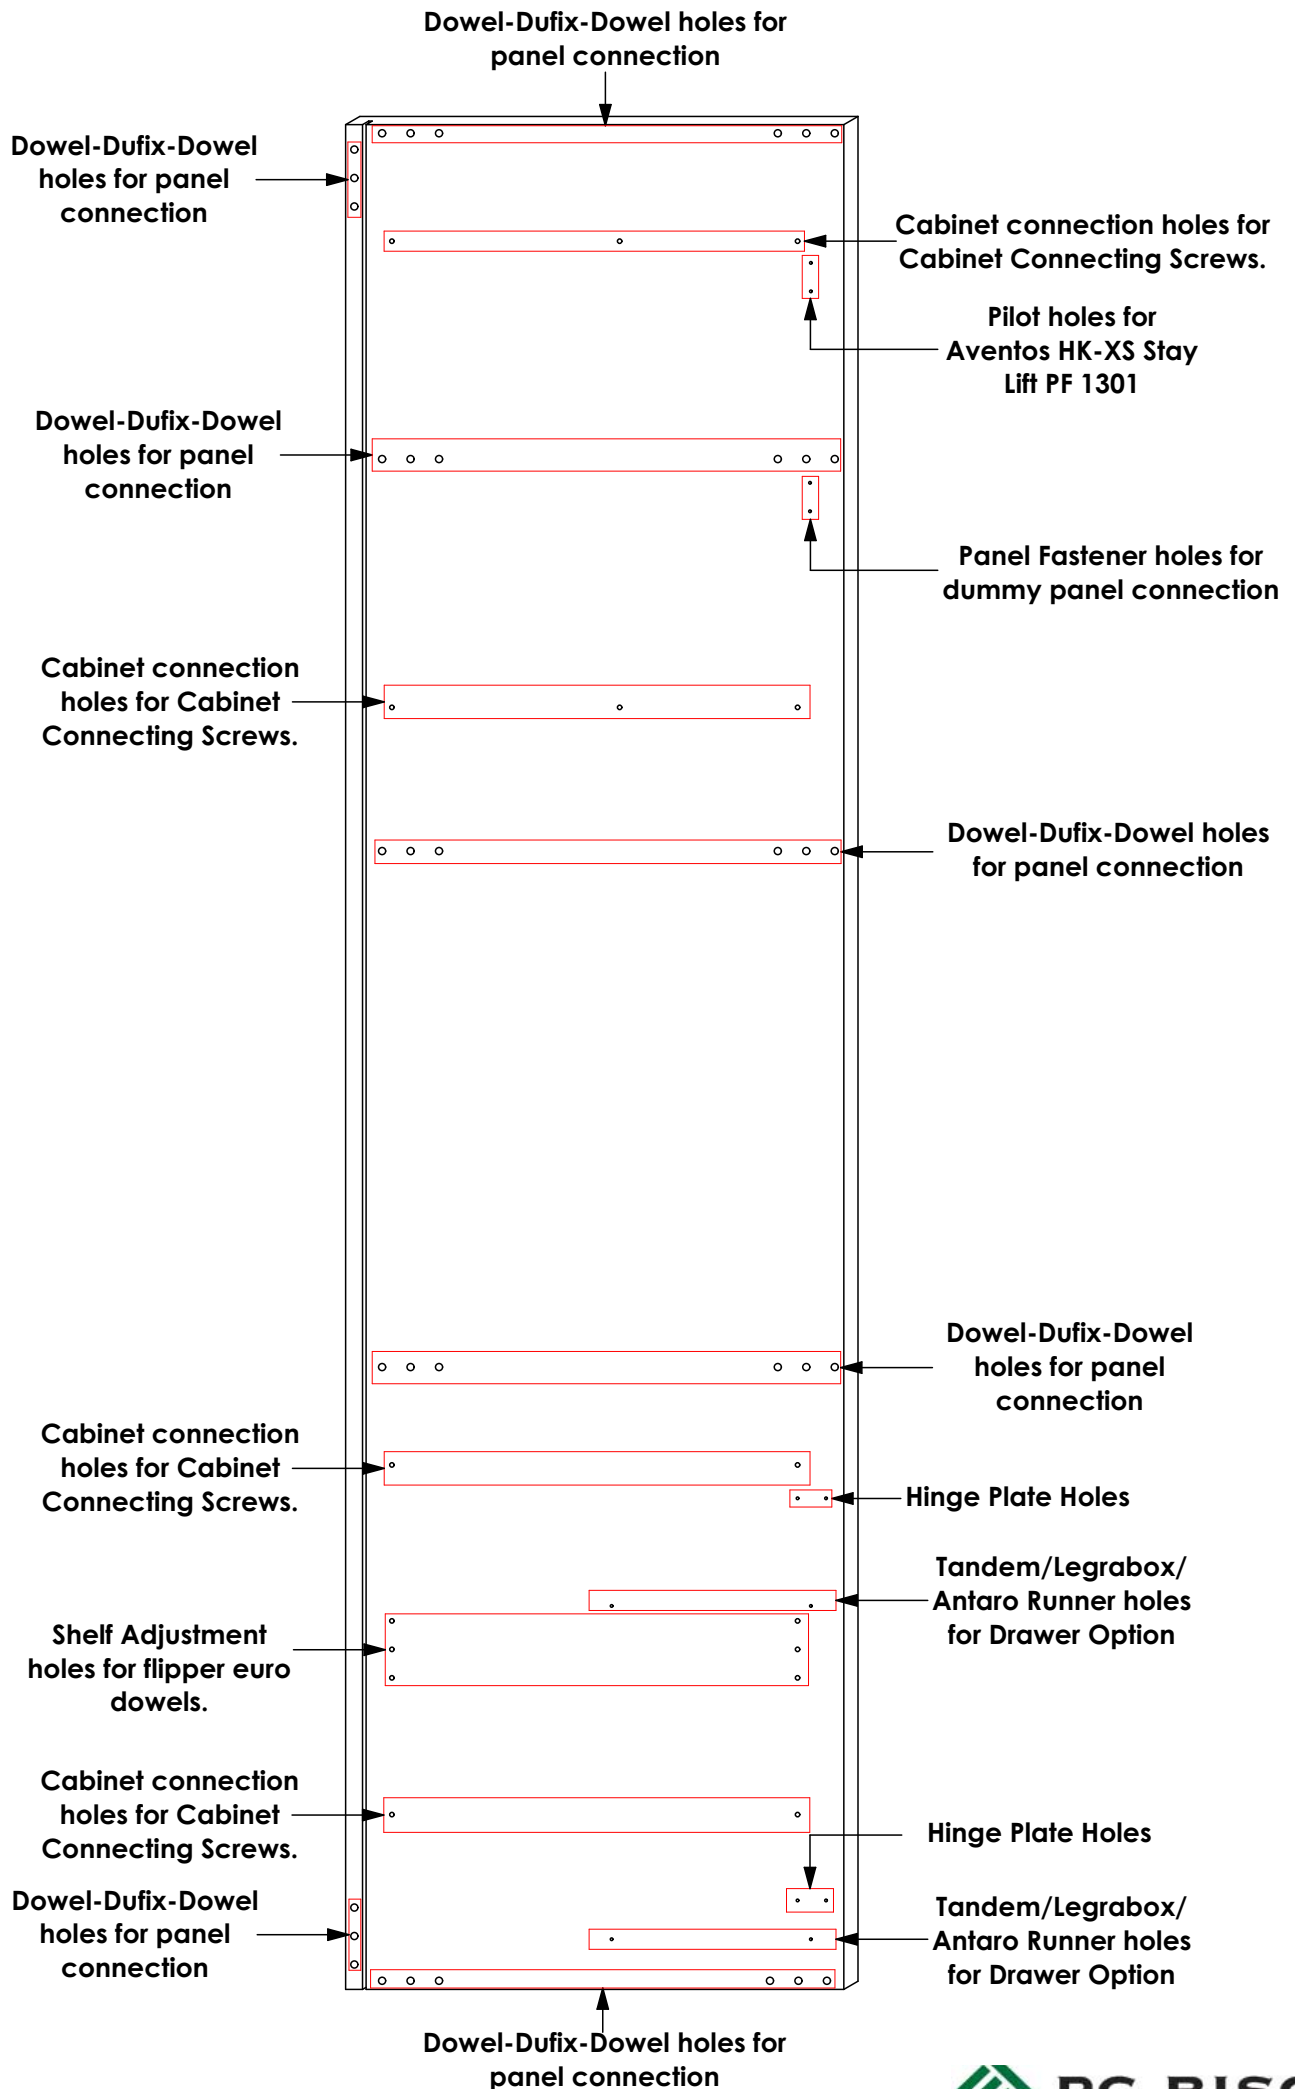 Dowel-Dufix-Dowel holes for
panel connection
Dowel-Dufix-Dowel
holes for panel
connection
Cabinet connection holes for
Cabinet Connecting Screws.
Pilot holes for
Aventos HK-XS Stay
Lift PF 1301
Dowel-Dufix-Dowel
holes for panel
connection
Panel Fastener holes for
dummy panel connection
Cabinet connection
holes for Cabinet
Connecting Screws.
Dowel-Dufix-Dowel holes
for panel connection
Dowel-Dufix-Dowel
holes for panel
connection
Cabinet connection
holes for Cabinet
Connecting Screws.
Hinge Plate Holes
Tandem/Legrabox/
Antaro Runner holes
for Drawer Option
Shelf Adjustment
holes for flipper euro
dowels.
Cabinet connection
holes for Cabinet
Connecting Screws.
Hinge Plate Holes
Dowel-Dufix-Dowel
holes for panel
connection
Tandem/Legrabox/
Antaro Runner holes
for Drawer Option
Dowel-Dufix-Dowel holes for
panel connection